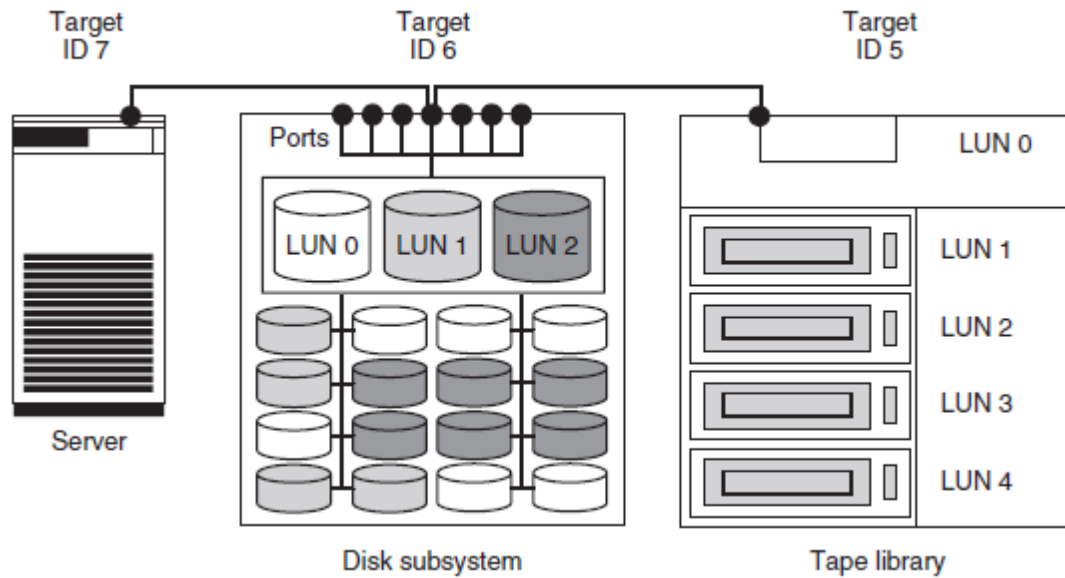 Target
ID 7
Target
ID 6
Target
ID 5
Ports
LUN 0
LUN 1
LUN 2
LUN 0
LUN 1
LUN 2
LUN 3
LUN 4
Server
Disk subsystem
Tape library